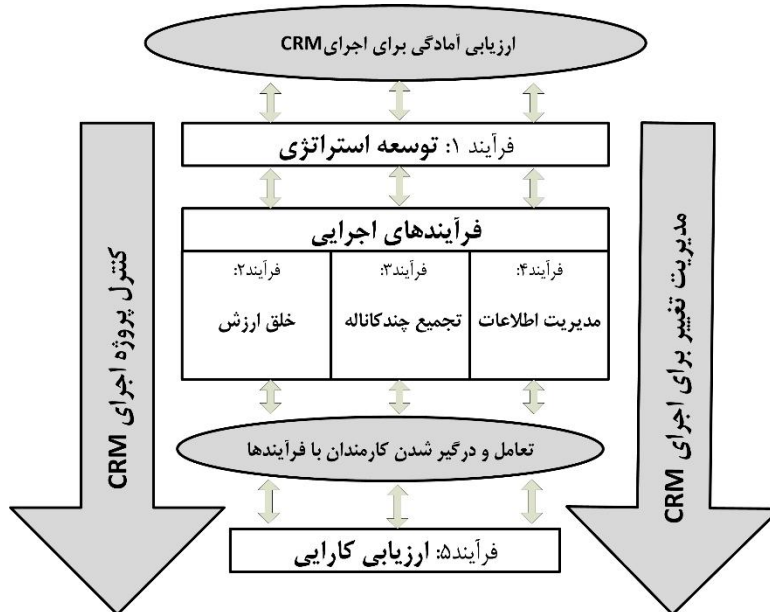 ارزیابی آمادگی برای اجرای CRM
فرآیند ۱: توسعه استراتژی
فرآیندهای اجرایی
فرآیند۴:
مدیریت اطلاعات
فرآیند۳:
تجمیع چندکاناله
فرآیند۲:
خلق ارزش
تعامل و درگیر شدن کارمندان با فرآیندها
فرآیند۵: ارزیابی کارایی
مدیریت تغییر برای اجرای CRM
کنترل پروژه اجرای CRM